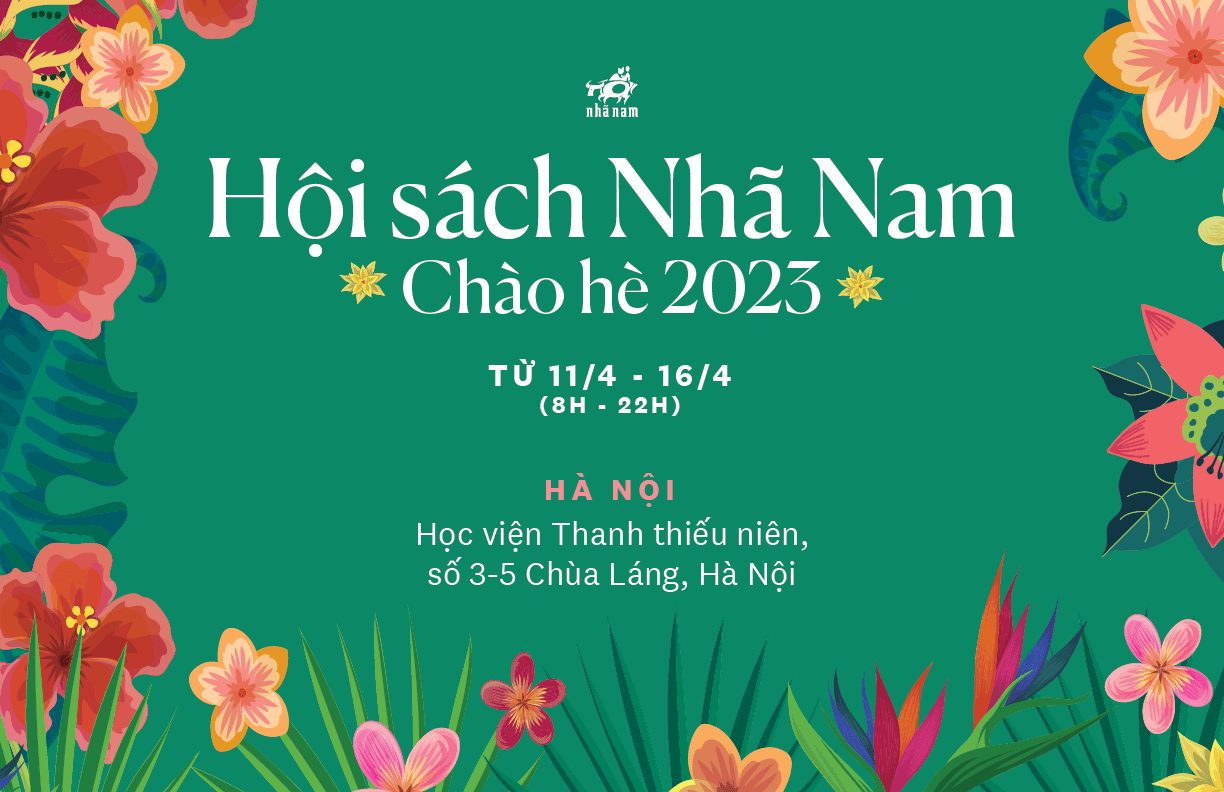 nhã nam
Hội sách Nhã Nam
Chào hè 2023
TỪ 11/4 - 16/4
(8H - 22H)
HÀ NỘI
Học viện Thanh thiếu niên,
số 3-5 Chùa Láng, Hà Nội